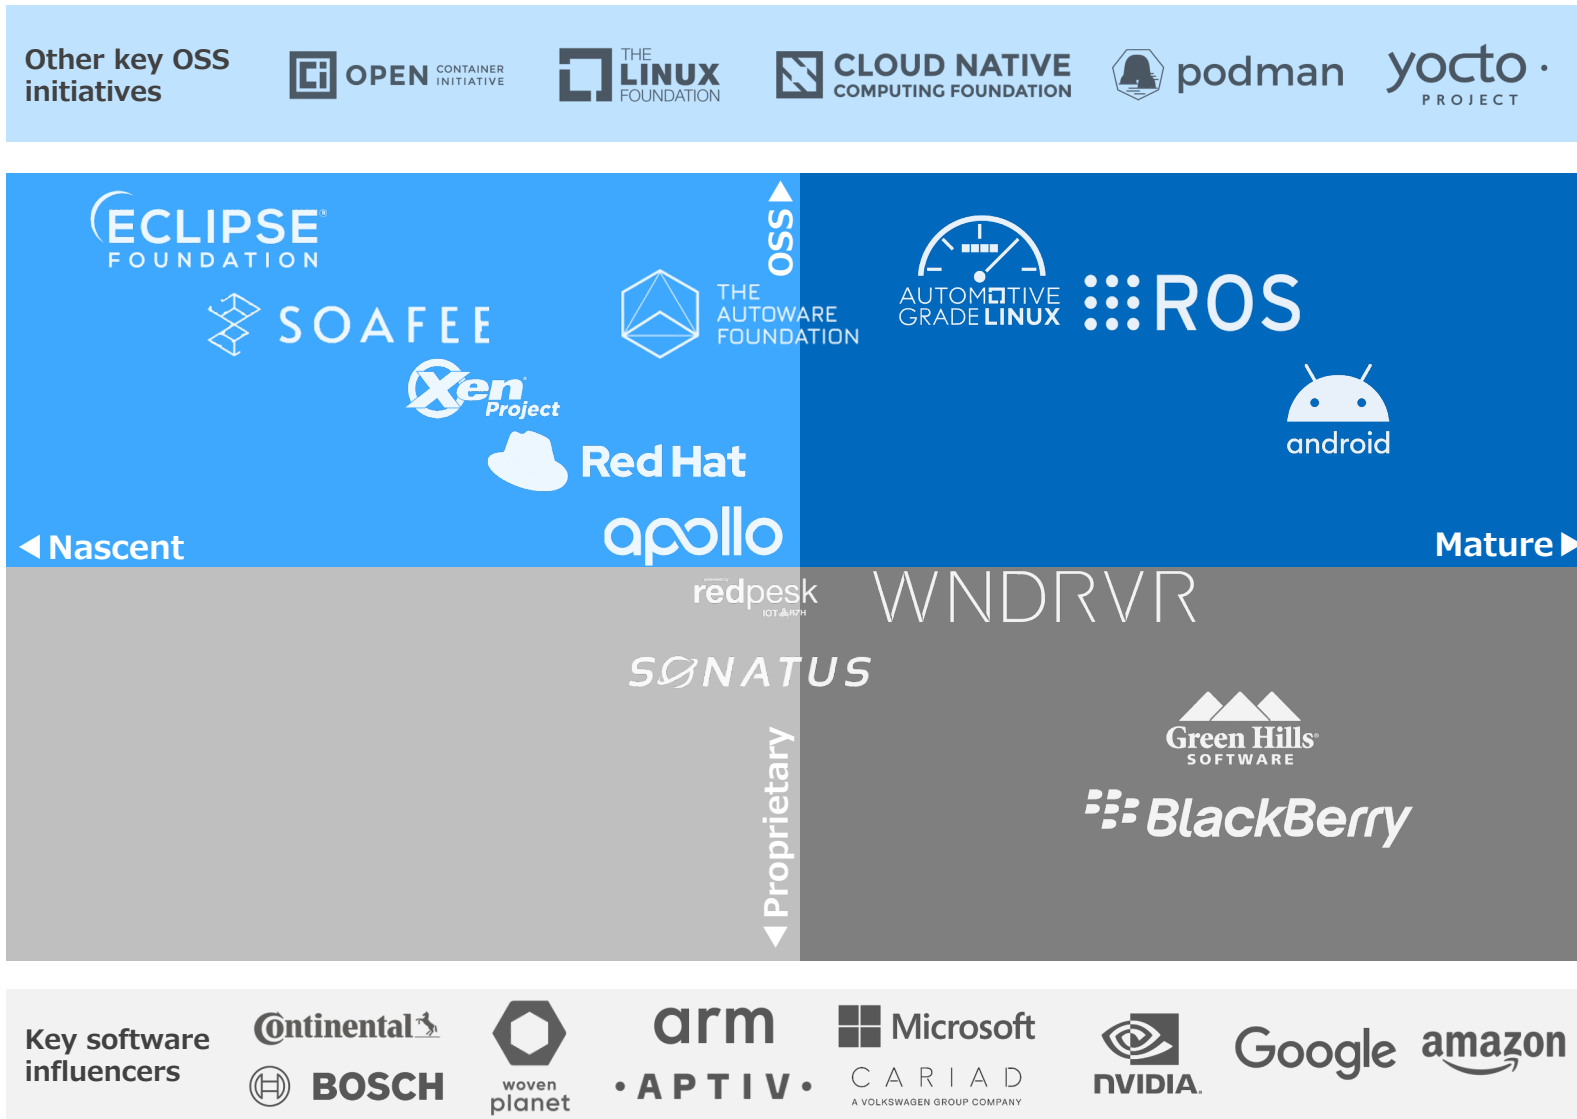 Other key OSS
initiatives
Ci OPEN CONTAINER
INITIATIVE
THE
LINUX
FOUNDATION
CLOUD NATIVE
COMPUTING FOUNDATION
podman
yocto ·
PROJECT
ECLIPSE®
FOUNDATION
SOAFEE
THE
AUTOWARE
FOUNDATION
Xen
Project
Red Hat
apollo
OSS
AUTOMOTIVE
GRADE LINUX
ROS
android
Nascent
Mature
redpesk
IOT
WNDRVR
SONATUS
Proprietary
Green Hills®
SOFTWARE
BlackBerry
Key software
influencers
Continental
BOSCH
woven
planet
arm
• APTIV •
Microsoft
CARIAD
A VOLKSWAGEN GROUP COMPANY
NVIDIA.
Google
amazon